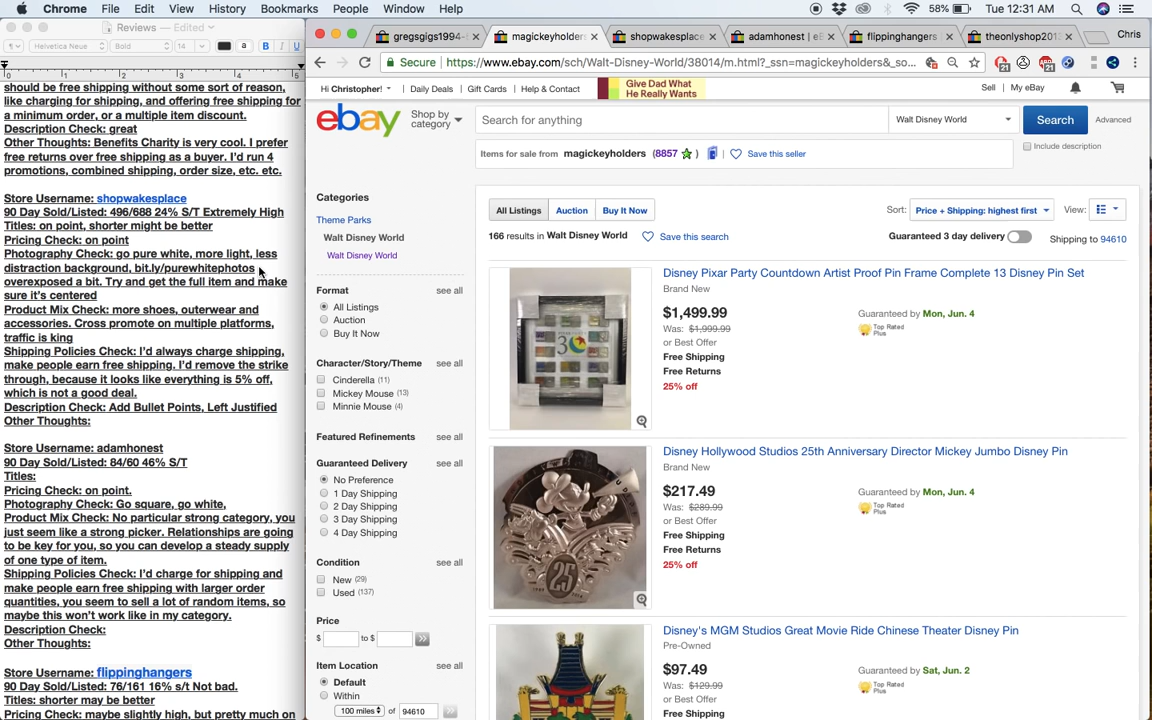 Chrome File Edit View History Bookmarks People Window Help
58% Tue 12:31 AM
Reviews — Edited
Helvetica Neue Bold 14 a B I U
0 1 2 3 4 5
should be free shipping without some sort of reason,
like charging for shipping, and offering free shipping for
a minimum order, or a multiple item discount.
Description Check: great
Other Thoughts: Benefits Charity is very cool. I prefer
free returns over free shipping as a buyer. I'd run 4
promotions, combined shipping, order size, etc. etc.
Store Username: shopwakesplace
90 Day Sold/Listed: 496/688 24% S/T Extremely High
Titles: on point, shorter might be better
Pricing Check: on point
Photography Check: go pure white, more light, less
distraction background, bit.ly/purewhitephotos
overexposed a bit. Try and get the full item and make
sure it's centered
Product Mix Check: more shoes, outerwear and
accessories. Cross promote on multiple platforms,
traffic is king
Shipping Policies Check: I'd always charge shipping,
make people earn free shipping. I'd remove the strike
through, because it looks like everything is 5% off,
which is not a good deal.
Description Check: Add Bullet Points, Left Justified
Other Thoughts:
Store Username: adamhonest
90 Day Sold/Listed: 84/60 46% S/T
Titles:
Pricing Check: on point.
Photography Check: Go square, go white,
Product Mix Check: No particular strong category, you
just seem like a strong picker. Relationships are going
to be key for you, so you can develop a steady supply
of one type of item.
Shipping Policies Check: I'd charge for shipping and
make people earn free shipping with larger order
quantities, you seem to sell a lot of random items, so
maybe this won't work like in my category.
Description Check:
Other Thoughts:
Store Username: flippinghangers
90 Day Sold/Listed: 76/161 16% s/t Not bad.
Titles: shorter may be better
Pricing Check: maybe slightly high, but pretty much on
gregsgigs1994- magickeyholders shopwakesplace adamhonest | eB flippinghangers theonlyshop201 Chris
Secure https://www.ebay.com/sch/Walt-Disney-World/38014/m.html?_ssn=magickeyholders&_so...
Hi Christopher! Daily Deals Gift Cards Help & Contact
Give Dad What
He Really Wants
Sell My eBay
ebay
Shop by
category
Search for anything Walt Disney World Search Advanced
Include description
Items for sale from magickeyholders (8857 ) Save this seller
Categories
Theme Parks
Walt Disney World
Walt Disney World
Format see all
All Listings
Auction
Buy It Now
Character/Story/Theme see all
Cinderella (11)
Mickey Mouse (13)
Minnie Mouse (4)
Featured Refinements see all
Guaranteed Delivery see all
No Preference
1 Day Shipping
2 Day Shipping
3 Day Shipping
4 Day Shipping
Condition see all
New (29)
Used (137)
Price
$ to $
Item Location see all
Default
Within
100 miles of 94610
All Listings Auction Buy It Now
Sort: Price + Shipping: highest first View:
166 results in Walt Disney World Save this search
Guaranteed 3 day delivery Shipping to 94610
Disney Pixar Party Countdown Artist Proof Pin Frame Complete 13 Disney Pin Set
Brand New
$1,499.99
Was: $1,999.99
or Best Offer
Free Shipping
Free Returns
25% off
Guaranteed by Mon, Jun. 4
Top Rated
Plus
Disney Hollywood Studios 25th Anniversary Director Mickey Jumbo Disney Pin
Brand New
$217.49
Was: $289.99
or Best Offer
Free Shipping
Free Returns
25% off
Guaranteed by Mon, Jun. 4
Top Rated
Plus
25
Disney's MGM Studios Great Movie Ride Chinese Theater Disney Pin
Pre-Owned
$97.49
Was: $129.99
or Best Offer
Free Shipping
Guaranteed by Sat, Jun. 2
Top Rated
Plus